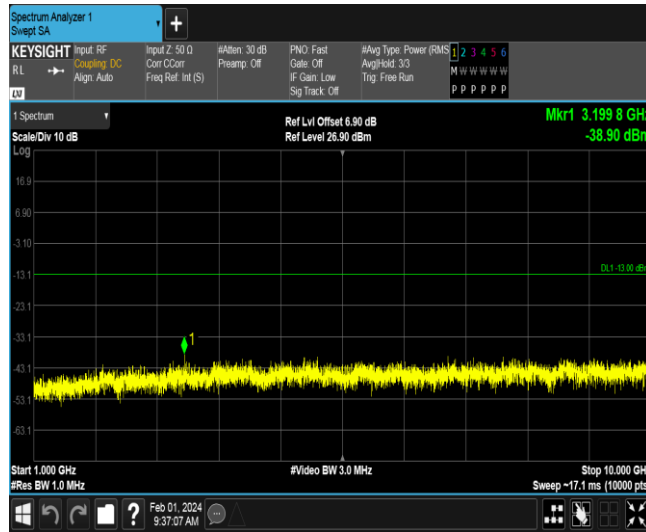 Spectrum Analyzer 1
Swept SA
KEYSIGHT Input: RF Input Z: 50 Ω #Atten: 30 dB PNO: Fast #Avg Type: Power (RMS 1 2 3 4 5 6
RL Coupling: DC Corr CCorr Preamp: Off Gate: Off Avg|Hold: 3/3 M W W W W W
Align: Auto Freq Ref: Int (S) IF Gain: Low Trig: Free Run
LXI Sig Track: Off P P P P P P
1 Spectrum Ref Lvl Offset 6.90 dB Mkr1 3.199 8 GHz
Scale/Div 10 dB Ref Level 26.90 dBm -38.90 dBm
Log
16.9
6.90
-3.10
-13.1 DL1 -13.00 dBm
-23.1
-33.1
1
-43.1
-53.1
-63.1
Start 1.000 GHz #Video BW 3.0 MHz Stop 10.000 GHz
#Res BW 1.0 MHz Sweep ~17.1 ms (10000 pts
? Feb 01, 2024
9:37:07 AM